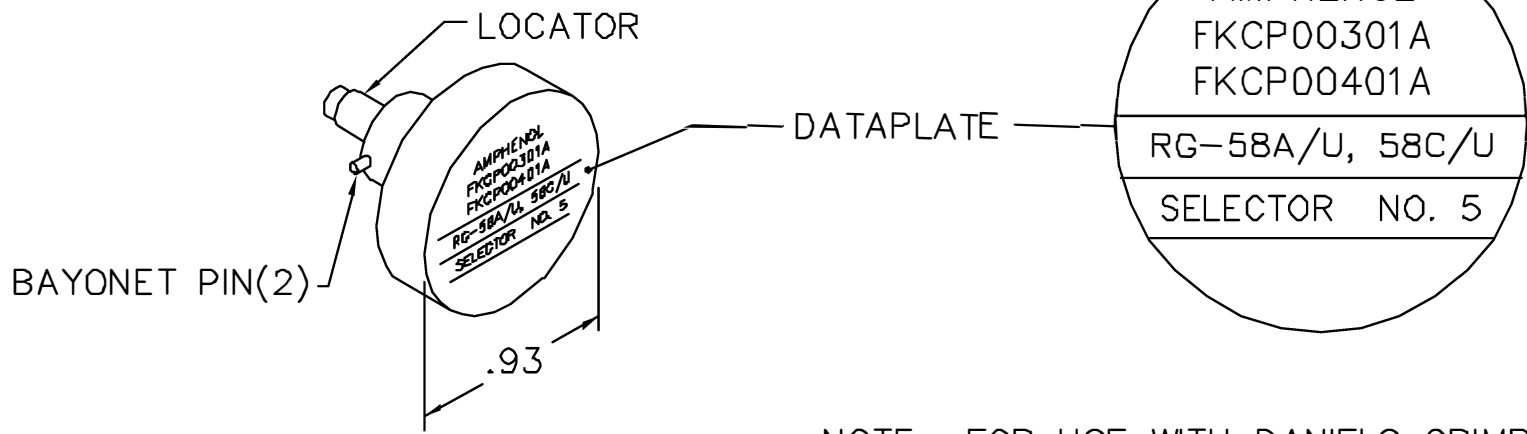 LOCATOR
AMPHENOL
FKCP00301A
FKCP00401A
RG-58A/U, 58C/U
SELECTOR NO. 5
BAYONET PIN(2)
.93
DATAPLATE
FKCP00301A
FKCP00401A
RG-58A/U, 58C/U
SELECTOR NO. 5